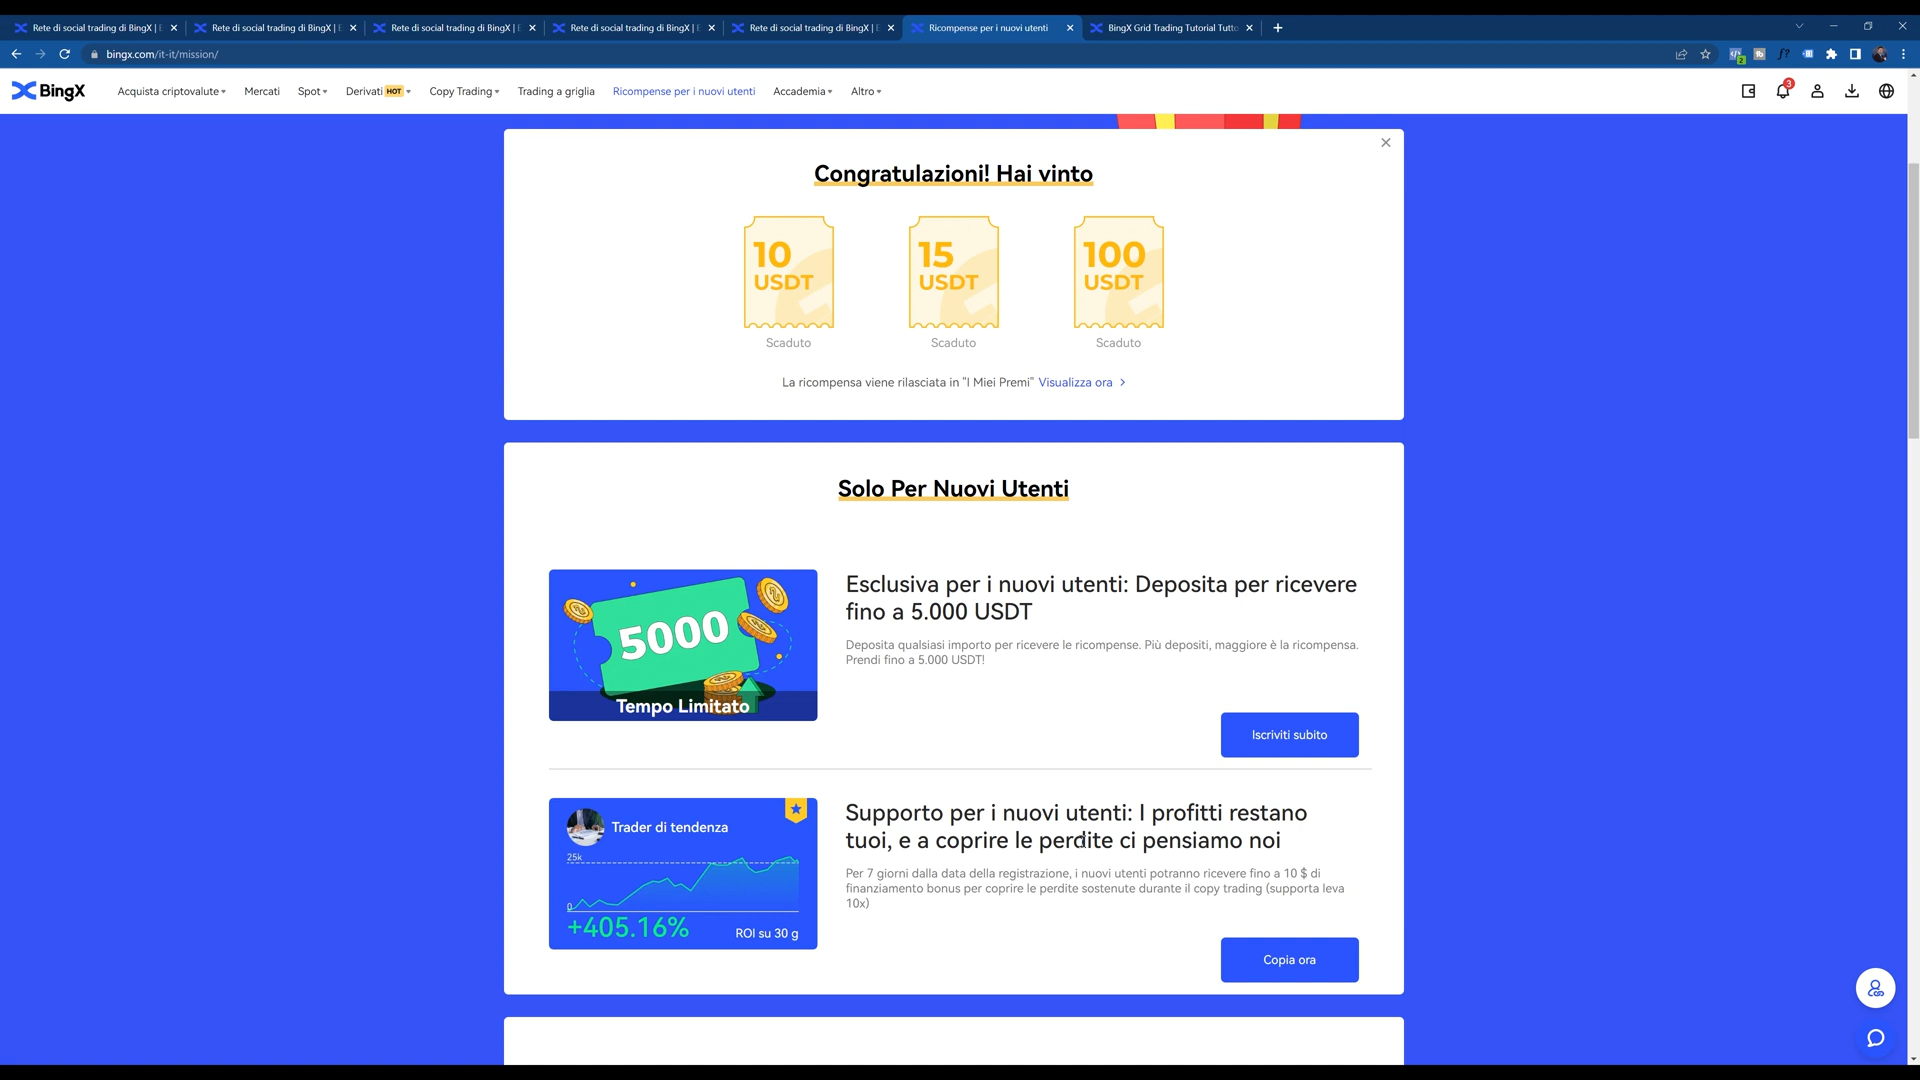 Rete di social trading di BingX |
Rete di social trading di BingX |
Rete di social trading di BingX |
Rete di social trading di BingX |
Rete di social trading di BingX |
Ricompense per i nuovi utenti
BingX Grid Trading Tutorial Tutto
bingx.com/it-it/mission/
BingX
Acquista criptovalute
Mercati
Spot
Derivati HOT
Copy Trading
Trading a griglia
Ricompense per i nuovi utenti
Accademia
Altro
3
Congratulazioni! Hai vinto
10 USDT
15 USDT
100 USDT
Scaduto
Scaduto
Scaduto
La ricompensa viene rilasciata in "I Miei Premi" Visualizza ora >
Solo Per Nuovi Utenti
5000
Tempo Limitato
Esclusiva per i nuovi utenti: Deposita per ricevere
fino a 5.000 USDT
Deposita qualsiasi importo per ricevere le ricompense. Più depositi, maggiore è la ricompensa.
Prendi fino a 5.000 USDT!
Iscriviti subito
Trader di tendenza
25k
0
+405.16%
ROI su 30 g
Supporto per i nuovi utenti: I profitti restano
tuoi, e a coprire le perdite ci pensiamo noi
Per 7 giorni dalla data della registrazione, i nuovi utenti potranno ricevere fino a 10 $ di
finanziamento bonus per coprire le perdite sostenute durante il copy trading (supporta leva
10x)
Copia ora